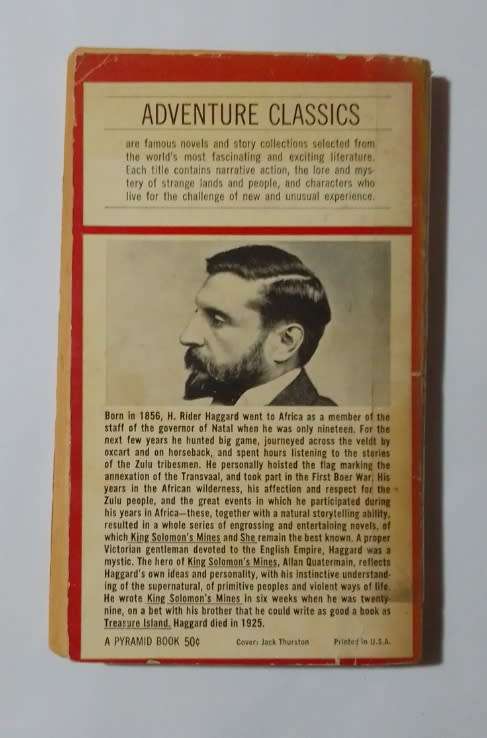 ADVENTURE CLASSICS
are famous novels and story collections selected from
the world's most fascinating and exciting literature.
Each title contains narrative action, the lore and mys-
tery of strange lands and people, and characters who
live for the challenge of new and unusual experience.
Born in 1856, H. Rider Haggard went to Africa as a member of the
staff of the governor of Natal when he was only nineteen. For the
next few years he hunted big game, journeyed across the veldt by
oxcart and on horseback, and spent hours listening to the stories
of the Zulu tribesmen. He personally hoisted the flag marking the
annexation of the Transvaal, and took part in the First Boer War. His
years in the African wilderness, his affection and respect for the
Zulu people, and the great events in which he participated during
his years in Africa—these, together with a natural storytelling ability,
resulted in a whole series of engrossing and entertaining novels, of
which King Solomon's Mines and She remain the best known. A proper
Victorian gentleman devoted to the English Empire, Haggard was a
mystic. The hero of King Solomon's Mines, Allan Quatermain, reflects
Haggard's own ideas and personality, with his instinctive understand-
ing of the supernatural, of primitive peoples and violent ways of life.
He wrote King Solomon's Mines in six weeks when he was twenty-
nine, on a bet with his brother that he could write as good a book as
Treasure Island. Haggard died in 1925.
A PYRAMID BOOK 50¢ Cover: Jack Thurston Printed in U.S.A.